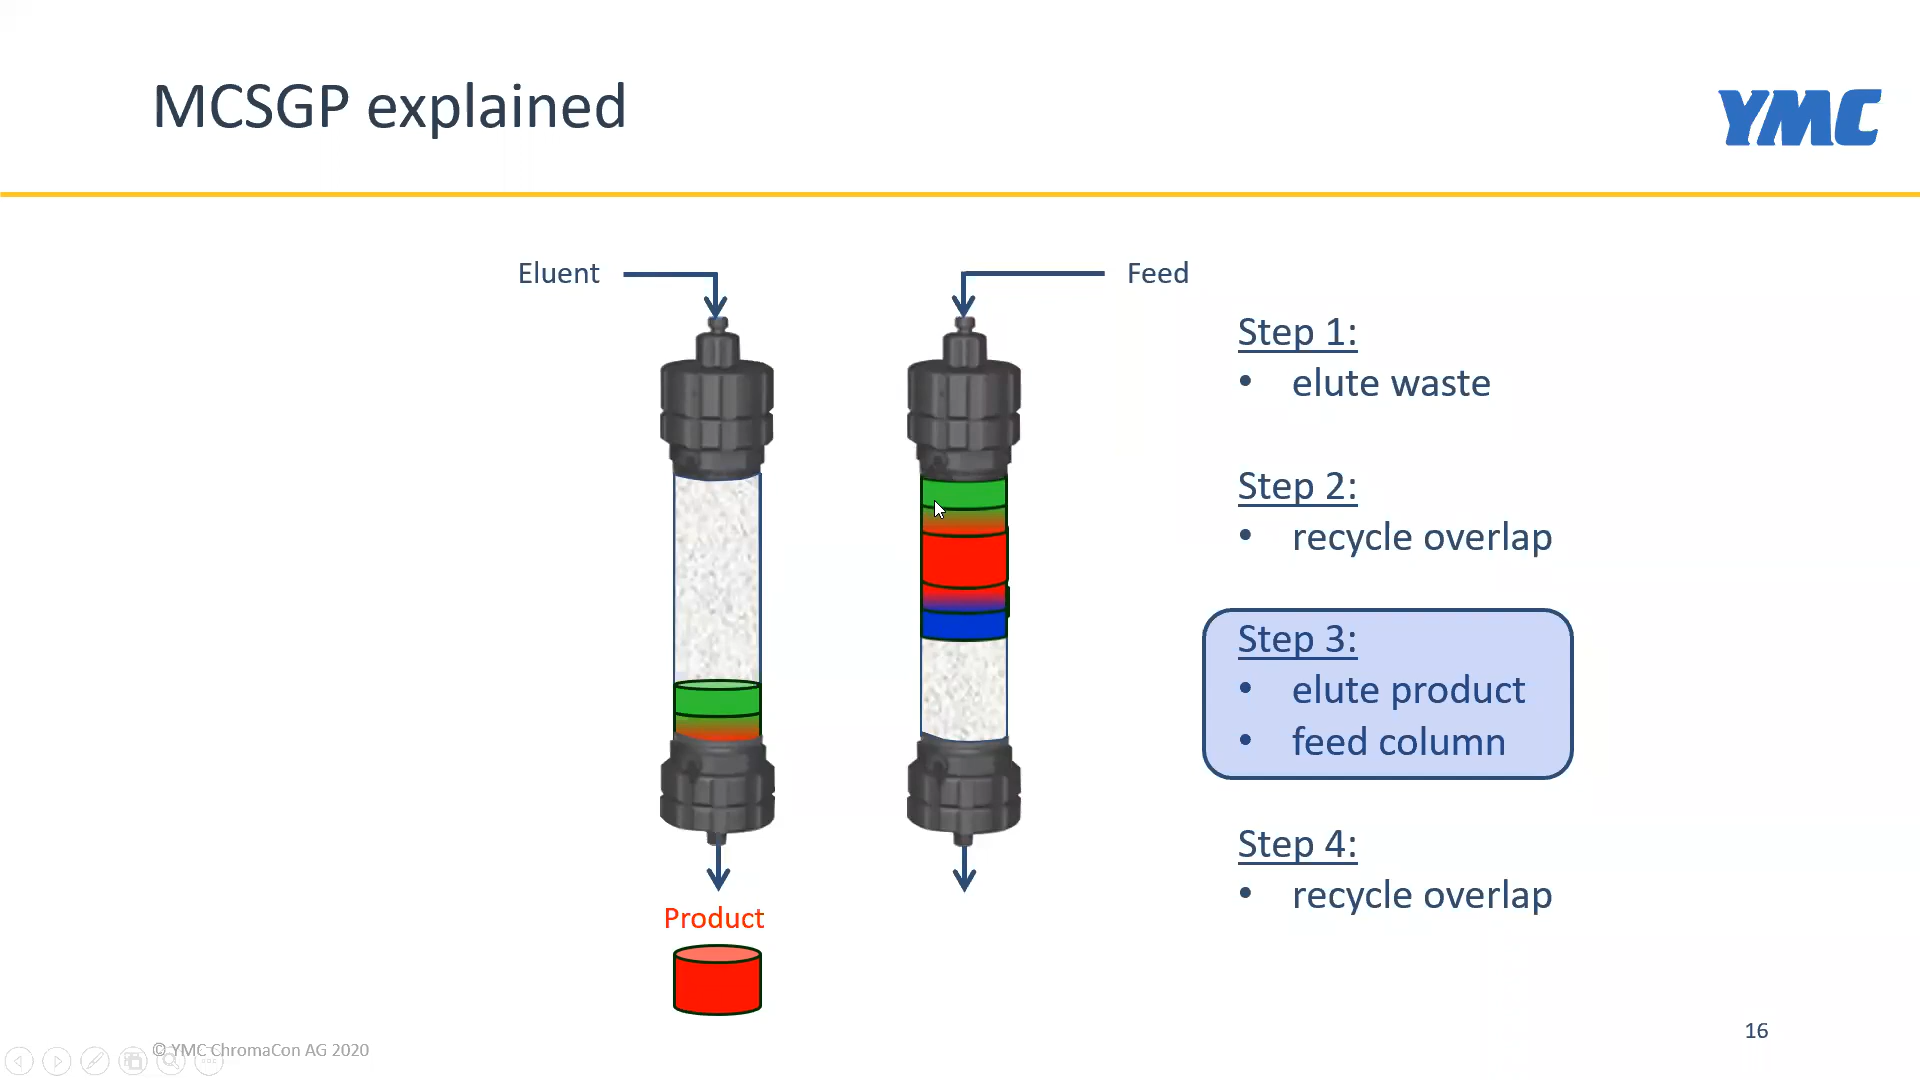 MCSGP explained
YMC
Eluent
Feed
Step 1:
• elute waste
Step 2:
• recycle overlap
Step 3:
• elute product
• feed column
Step 4:
• recycle overlap
Product
16
© YMC ChromaCon AG 2020